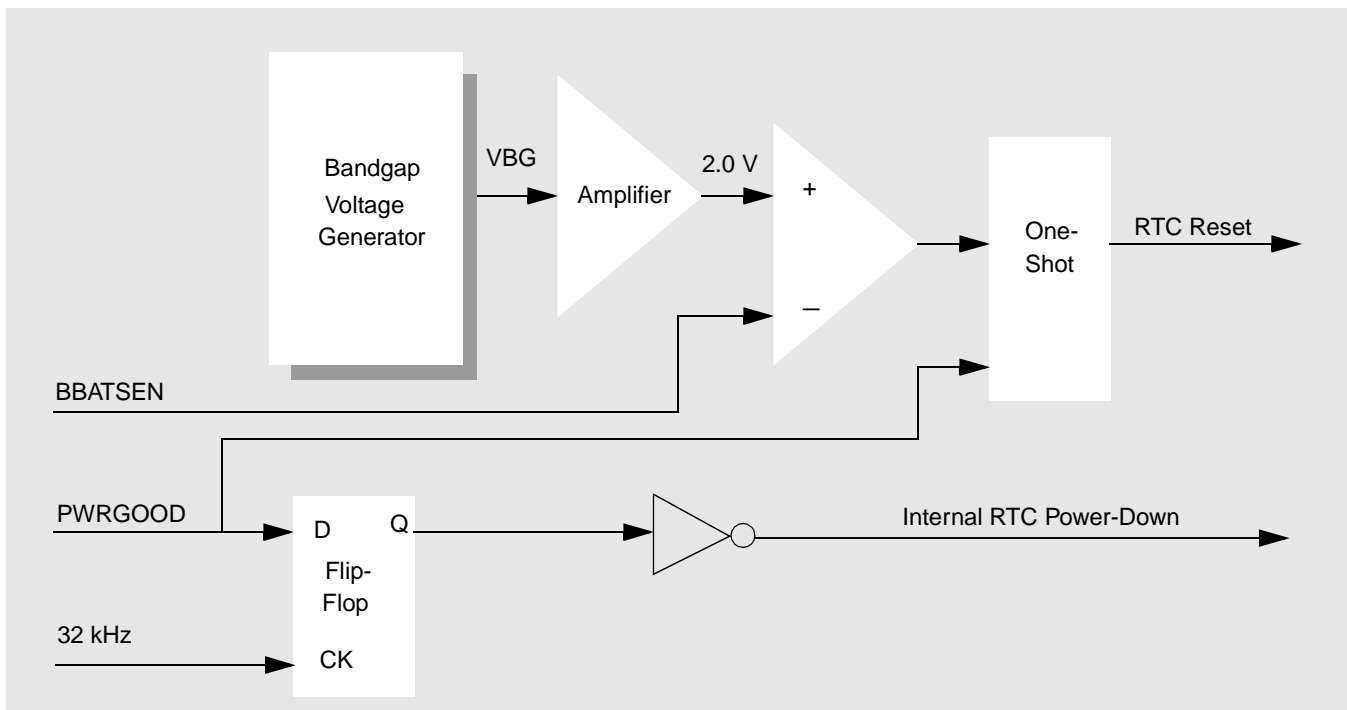 Bandgap
Voltage
Generator
VBG
Amplifier
2.0 V
+
–
One-
Shot
RTC Reset
BBATSEN
PWRGOOD
D
Q
Flip-
Flop
CK
Internal RTC Power-Down
32 kHz